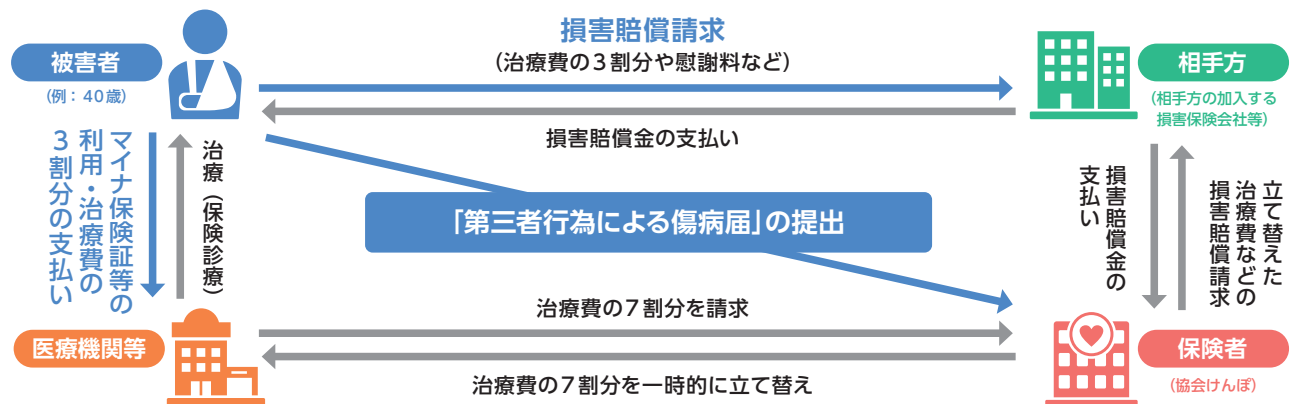 損害賠償請求
(治療費の3割分や慰謝料など)
被害者
(例:40歳)
相手方
(相手方の加入する
損害保険会社等)
損害賠償金の支払い
マイナ保険証等の
利用・治療費の
3割分の支払い
治療(保険診療)
「第三者行為による傷病届」の提出
損害賠償金の
支払い
立て替えた
治療費などの
損害賠償請求
治療費の7割分を請求
医療機関等
保険者
(協会けんぽ)
治療費の7割分を一時的に立て替え